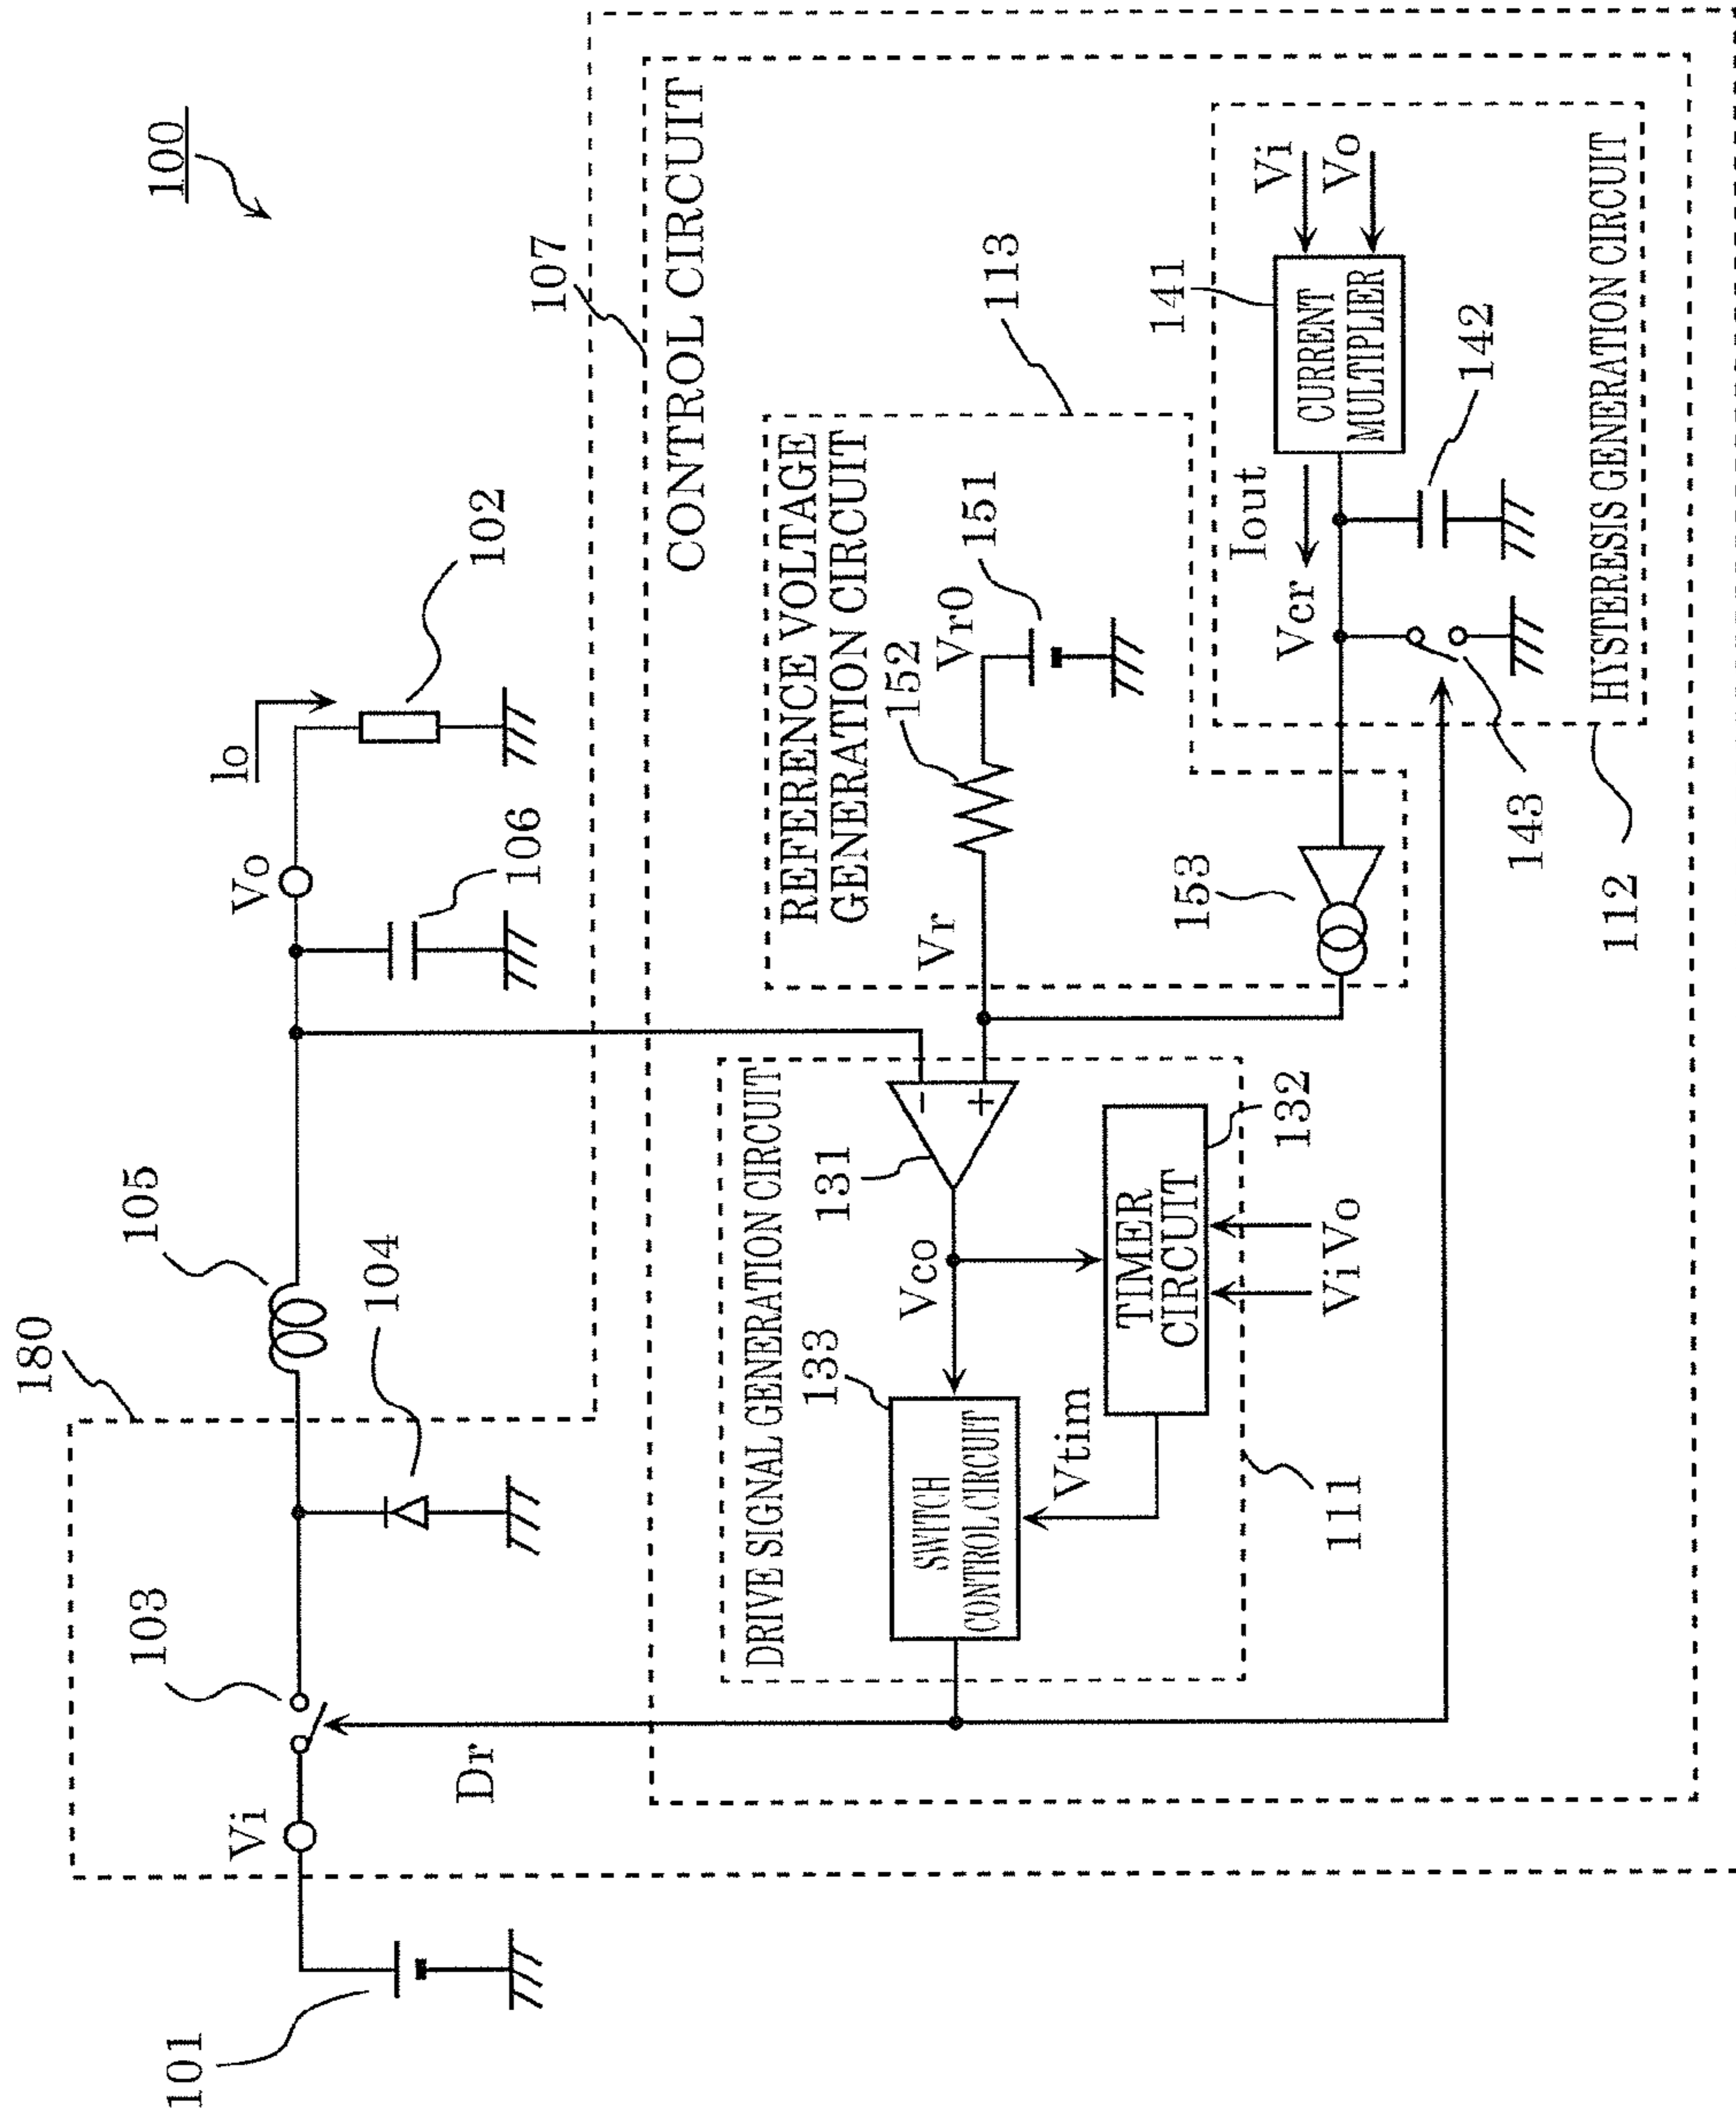 100
180
101
Vi
103
104
105
Vo
106
Io
102
Dr
107
CONTROL CIRCUIT
DRIVE SIGNAL GENERATION CIRCUIT
133
SWITCH
CONTROL CIRCUIT
Vco
131
−
+
Vtim
TIMER
CIRCUIT
132
ViVo
111
REFERENCE VOLTAGE
GENERATION CIRCUIT
113
Vr
152
Vr0
151
153
141
CURRENT
MULTIPLIER
Vi
Vo
Iout
Vcr
142
143
HYSTERESIS GENERATION CIRCUIT
112